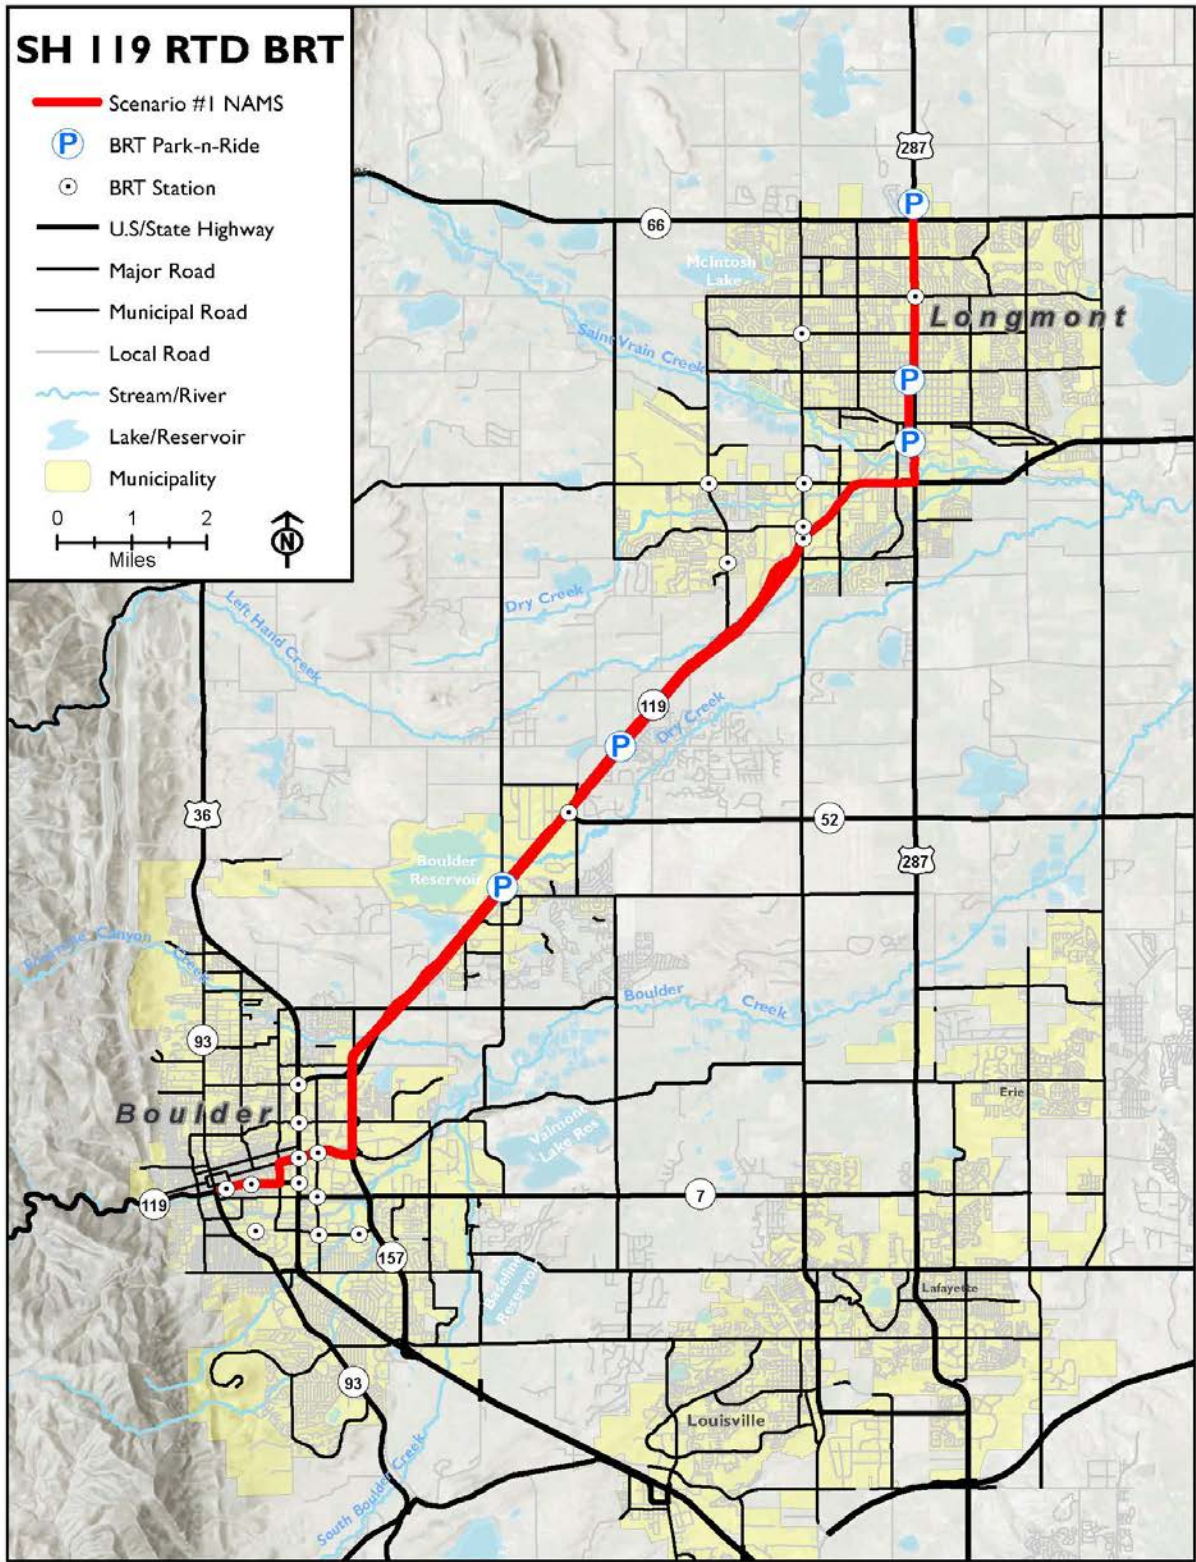 SH 119 RTD BRT
Scenario #1 NAMS
P
BRT Park-n-Ride
BRT Station
U.S/State Highway
Major Road
Municipal Road
Local Road
Stream/River
Lake/Reservoir
Municipality
0 1 2
Miles
N
287
P
66
McIntosh
Lake
Longmont
Saint Vrain Creek
P
P
Left Hand Creek
Dry Creek
119
Dry Creek
P
36
52
287
Boulder
Reservoir
P
Canyon
Creek
Boulder Creek
93
Boulder
Erie
Valmont
Lake Res
119
7
157
Baseline
Reservoir
Lafayette
93
Louisville
South Boulder Creek